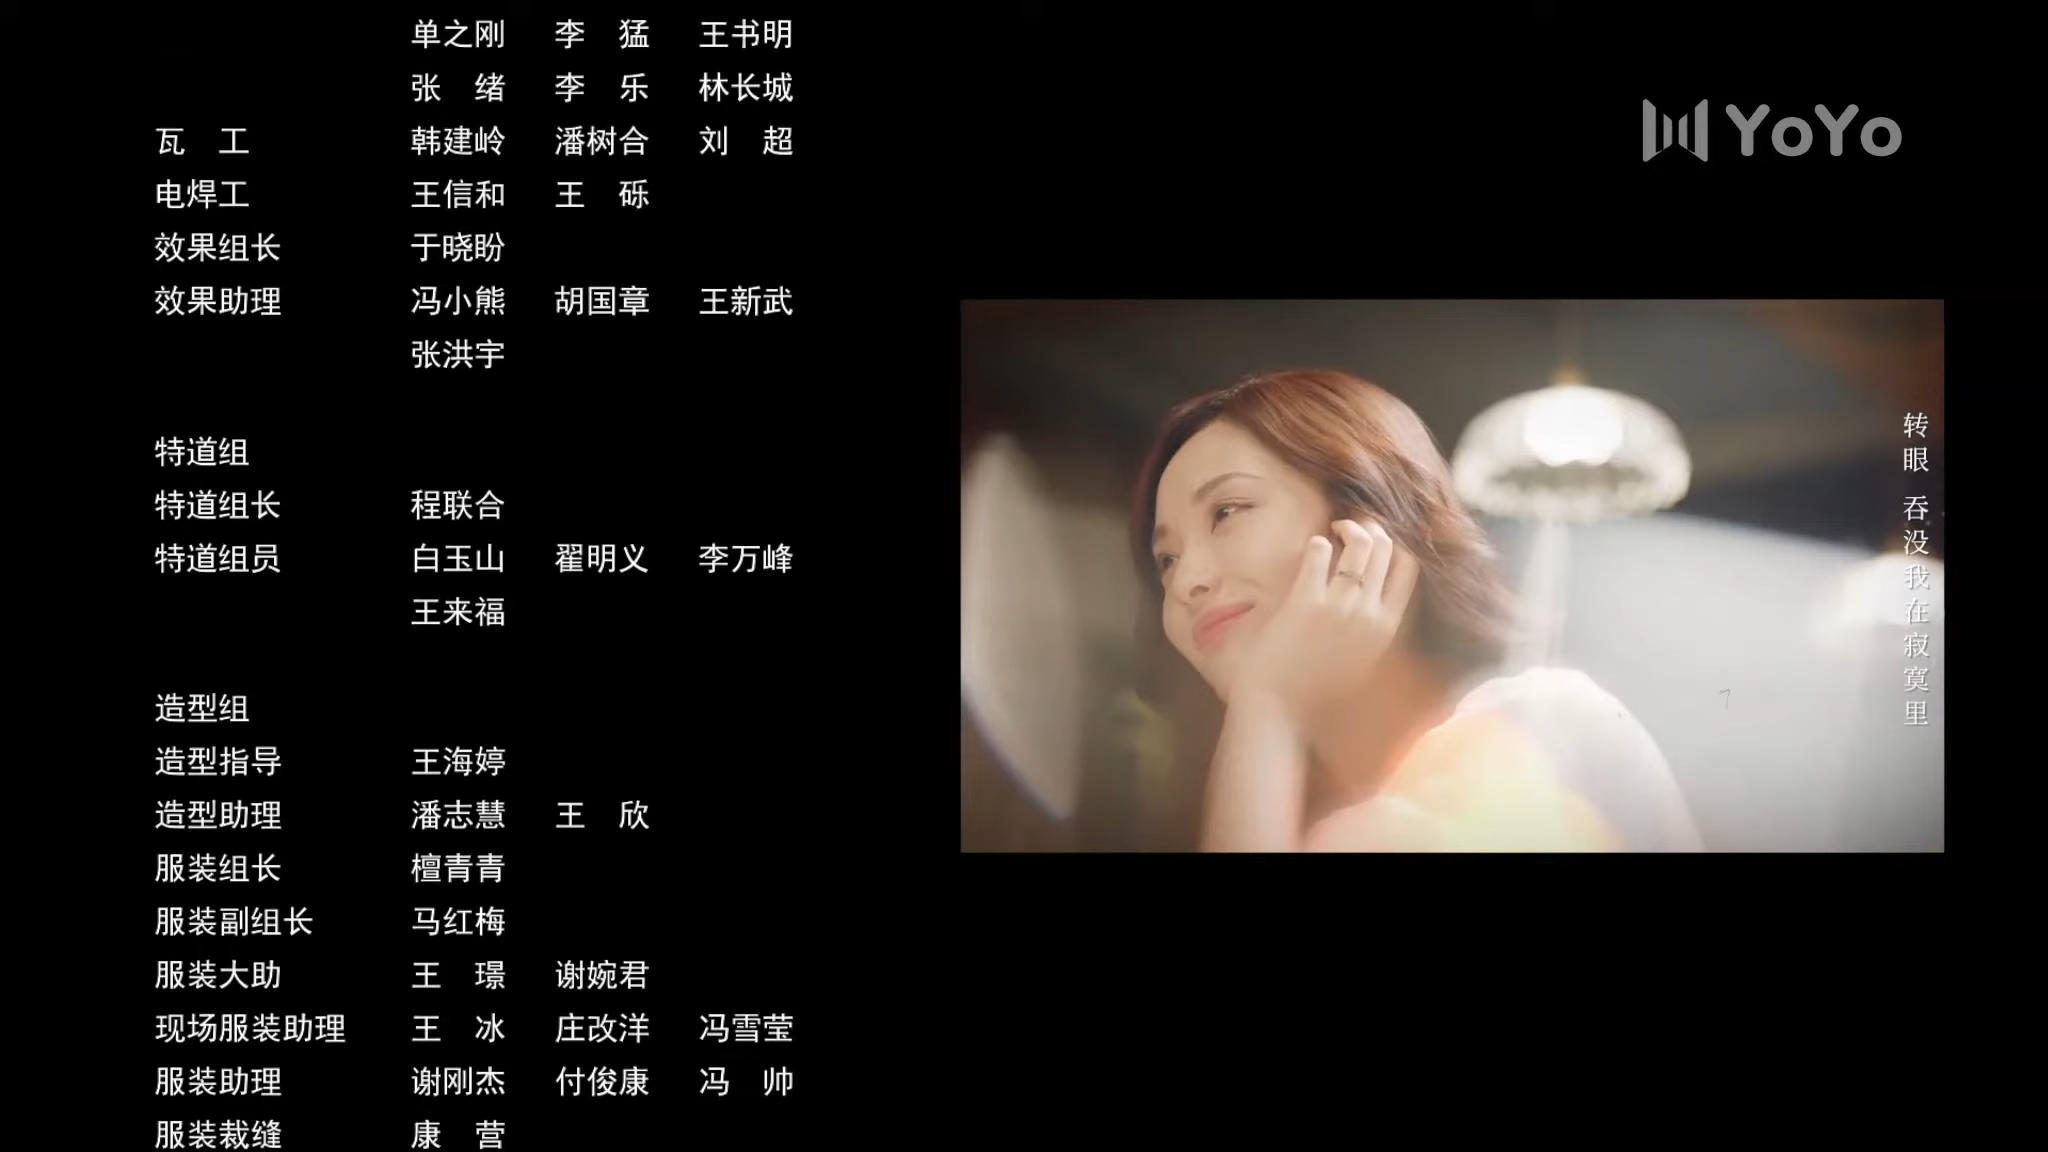 单之刚 李 猛 王书明
张 绪 李 乐 林长城
瓦 工 韩建岭 潘树合 刘 超
电焊工 王信和 王 砾
效果组长 于晓盼
效果助理 冯小熊 胡国章 王新武
张洪宇
特道组
特道组长 程联合
特道组员 白玉山 翟明义 李万峰
王来福
造型组
造型指导 王海婷
造型助理 潘志慧 王 欣
服装组长 檀青青
服装副组长 马红梅
服装大助 王 璟 谢婉君
现场服装助理 王 冰 庄改洋 冯雪莹
服装助理 谢刚杰 付俊康 冯 帅
服装裁缝 康 营
YoYo
转眼 吞没我在寂寞里